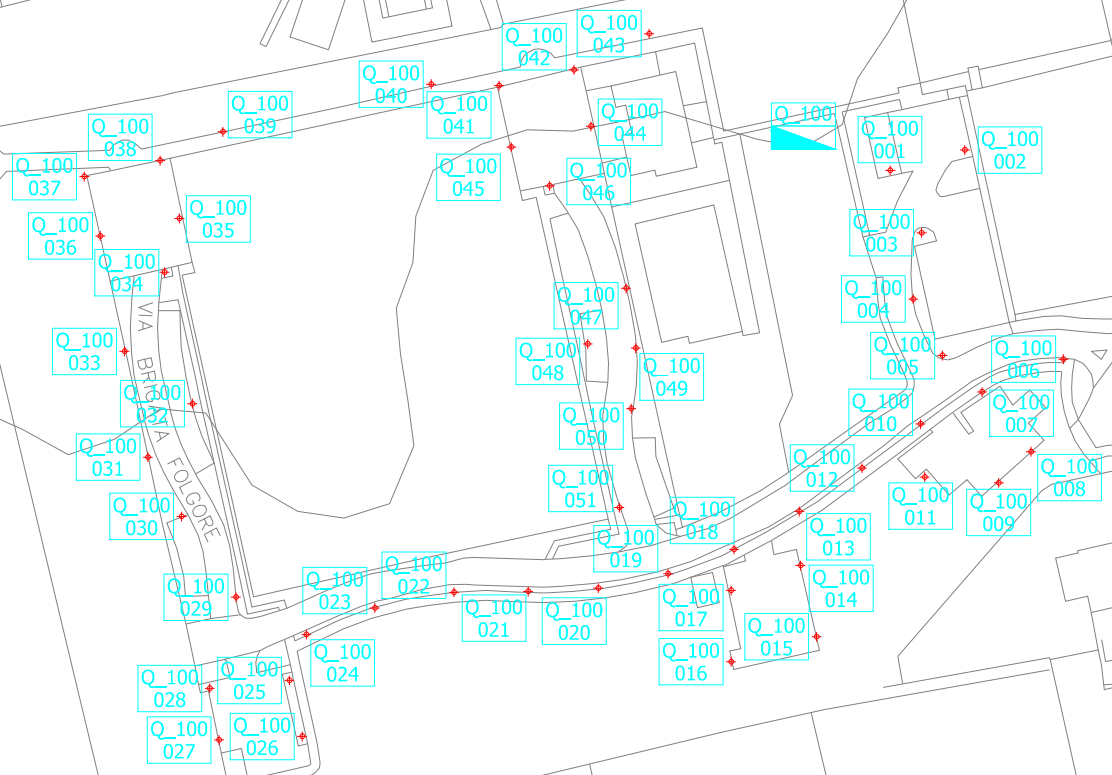 Q_100
043
Q_100
042
Q_100
040
Q_100
041
Q_100
039
Q_100
038
Q_100
037
Q_100
044
Q_100
Q_100
001
Q_100
002
Q_100
045
Q_100
046
Q_100
035
Q_100
036
Q_100
034
Q_100
003
Q_100
004
Q_100
047
Q_100
048
Q_100
049
Q_100
033
Q_100
005
Q_100
006
Q_100
007
Q_100
032
VIA BRIGATA FOLGORE
Q_100
050
Q_100
010
Q_100
031
Q_100
012
Q_100
008
Q_100
011
Q_100
009
Q_100
051
Q_100
030
Q_100
018
Q_100
013
Q_100
019
Q_100
014
Q_100
029
Q_100
023
Q_100
022
Q_100
021
Q_100
020
Q_100
017
Q_100
015
Q_100
016
Q_100
024
Q_100
025
Q_100
028
Q_100
027
Q_100
026